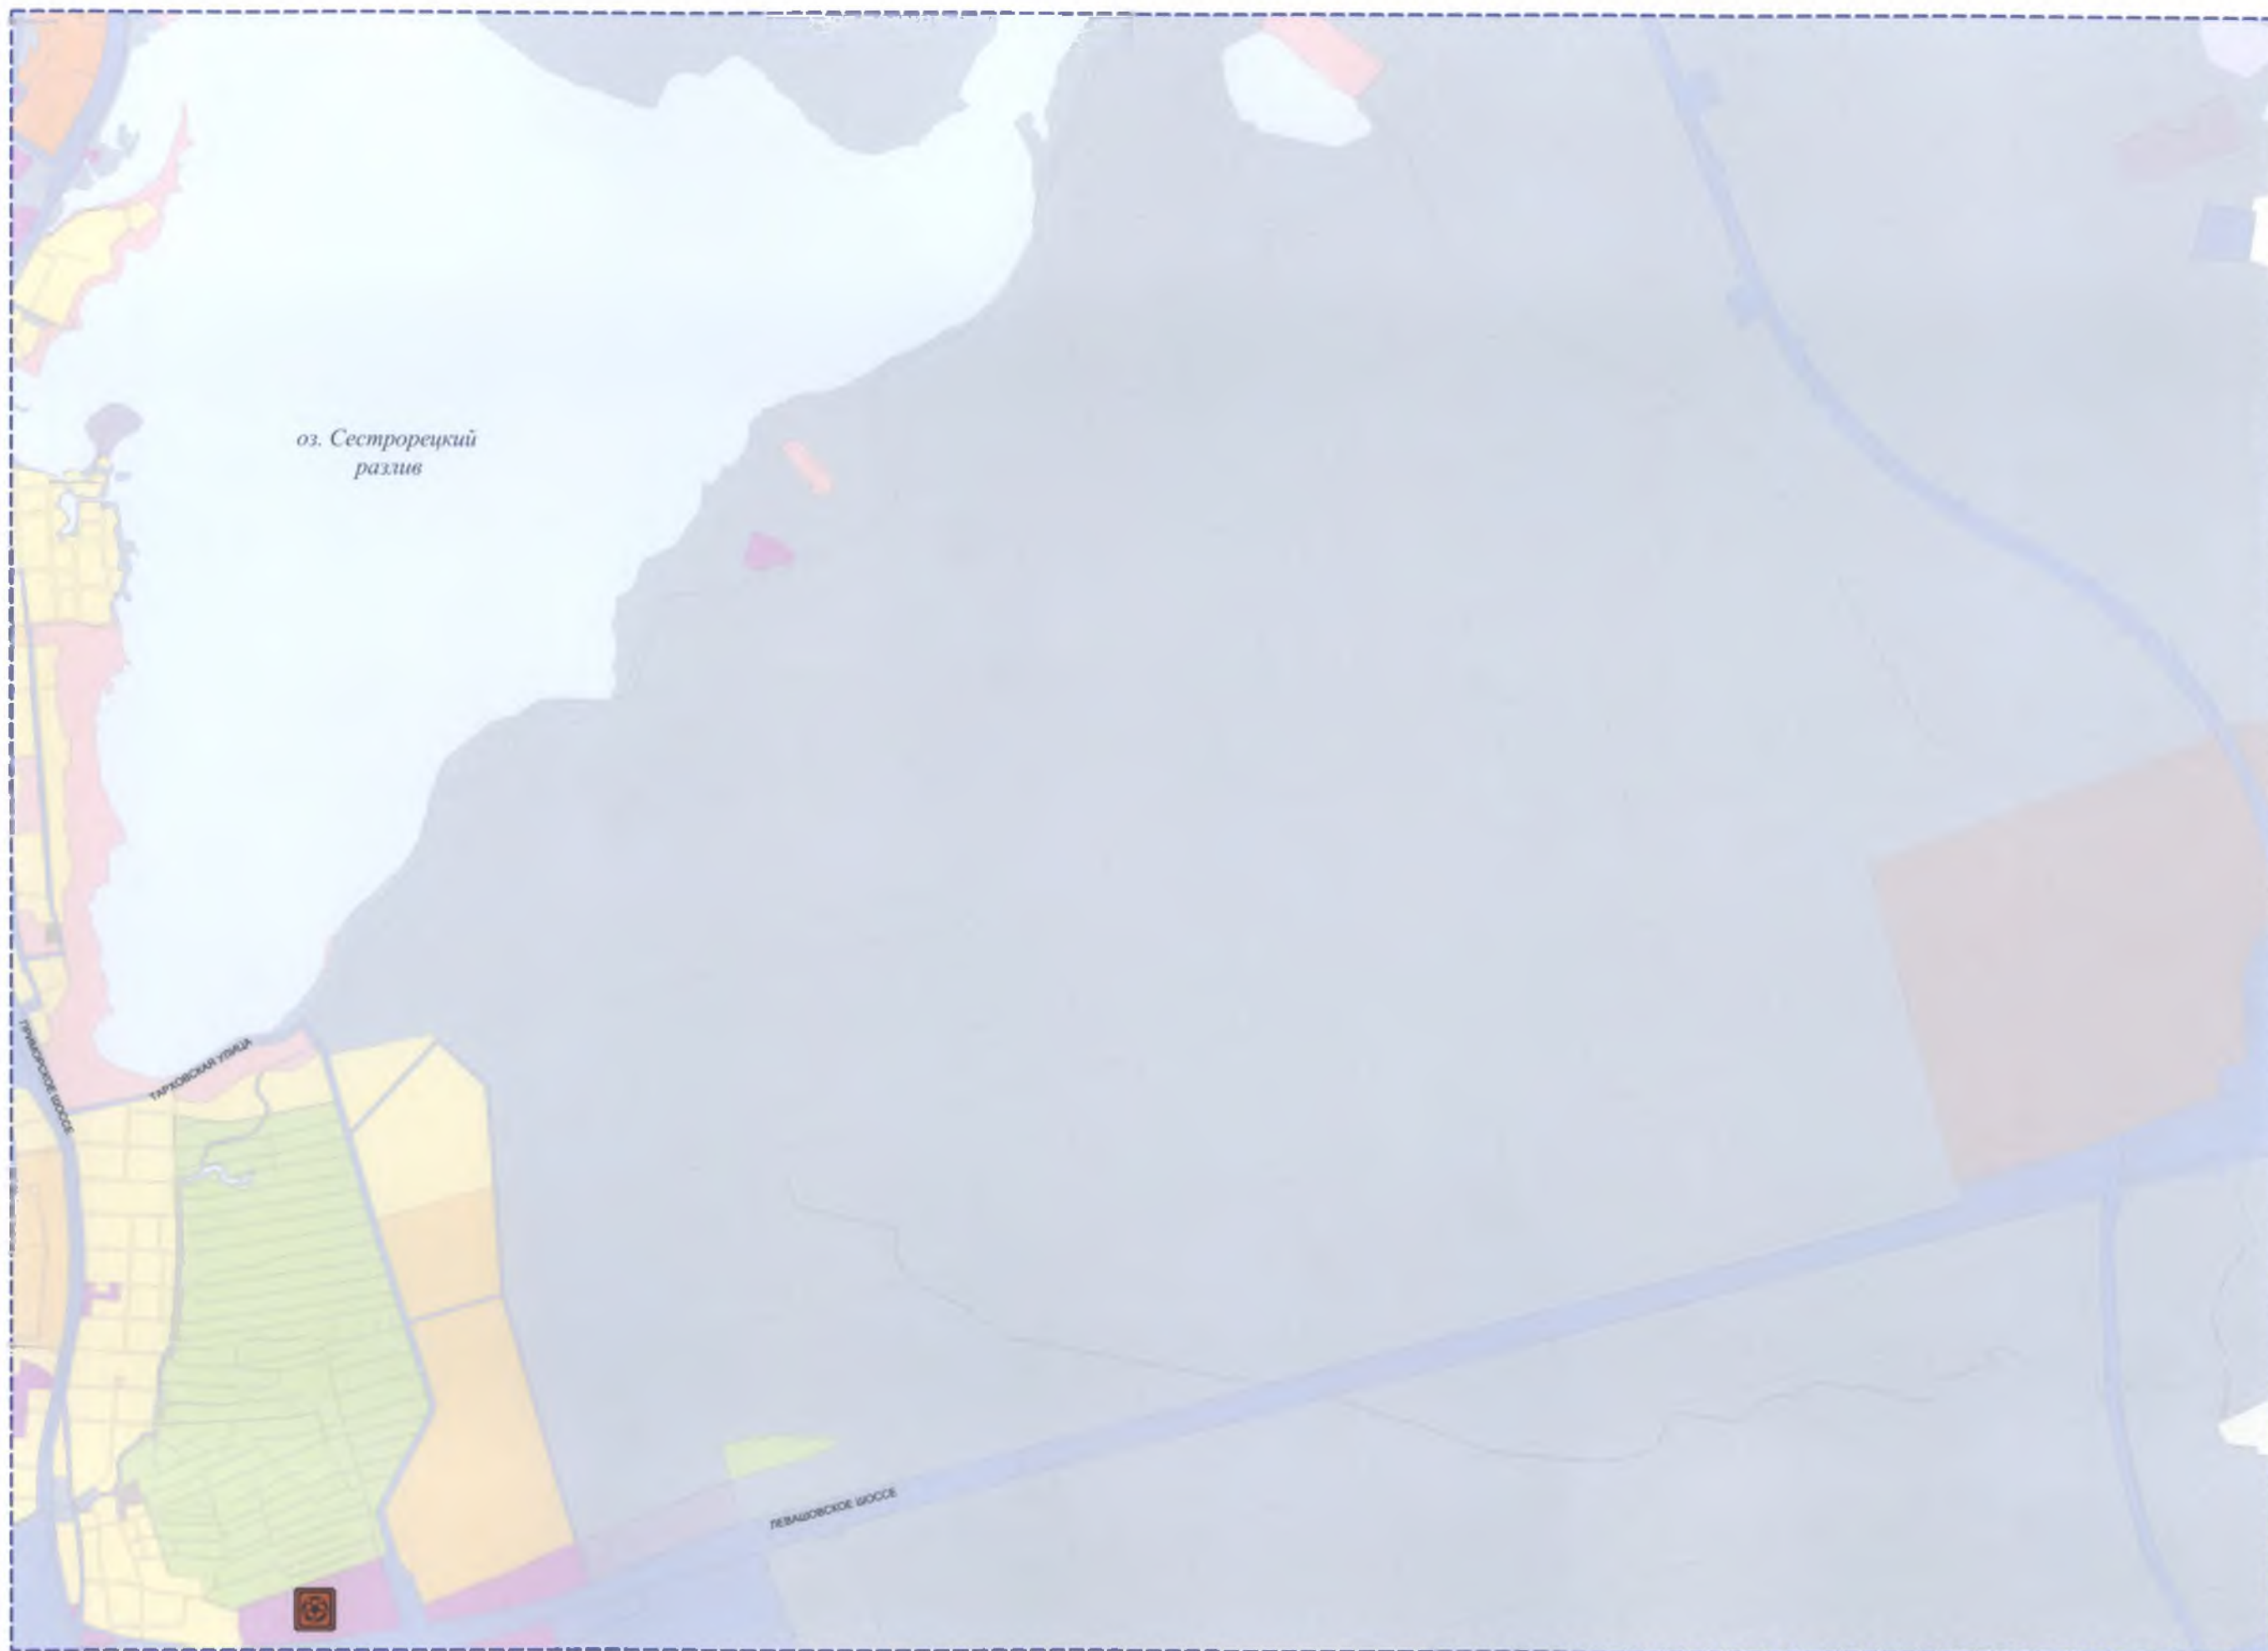 оз. Сестрорецкий
разлив
ПРИМОРСКОЕ ШОССЕ
ТАРХОВСКАЯ УЛИЦА
ЛЕВАШОВСКОЕ ШОССЕ